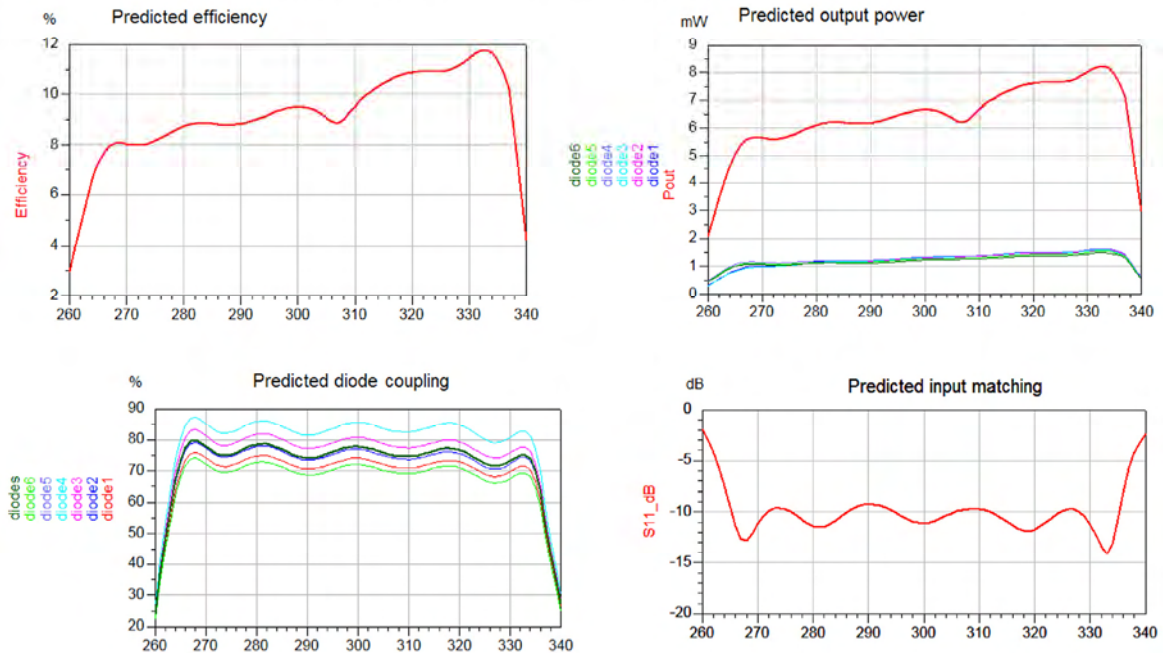 % Predicted efficiency
12
10
8
6
4
2
Efficiency
260 270 280 290 300 310 320 330 340
mW Predicted output power
9
8
7
6
5
4
3
2
1
0
diode6
diode5
diode4
diode3
diode2
diode1
Pout
260 270 280 290 300 310 320 330 340
% Predicted diode coupling
90
80
70
60
50
40
30
20
diodes
diode6
diode5
diode4
diode3
diode2
diode1
260 270 280 290 300 310 320 330 340
dB Predicted input matching
0
-5
-10
-15
-20
S11_dB
260 270 280 290 300 310 320 330 340